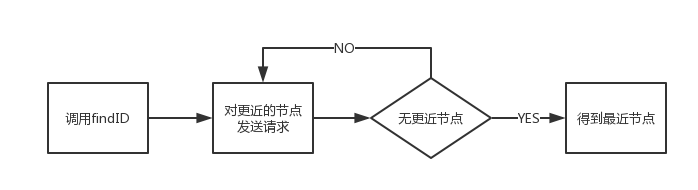 NO
调用findID
对更近的节点
发送请求
无更近节点
YES
得到最近节点